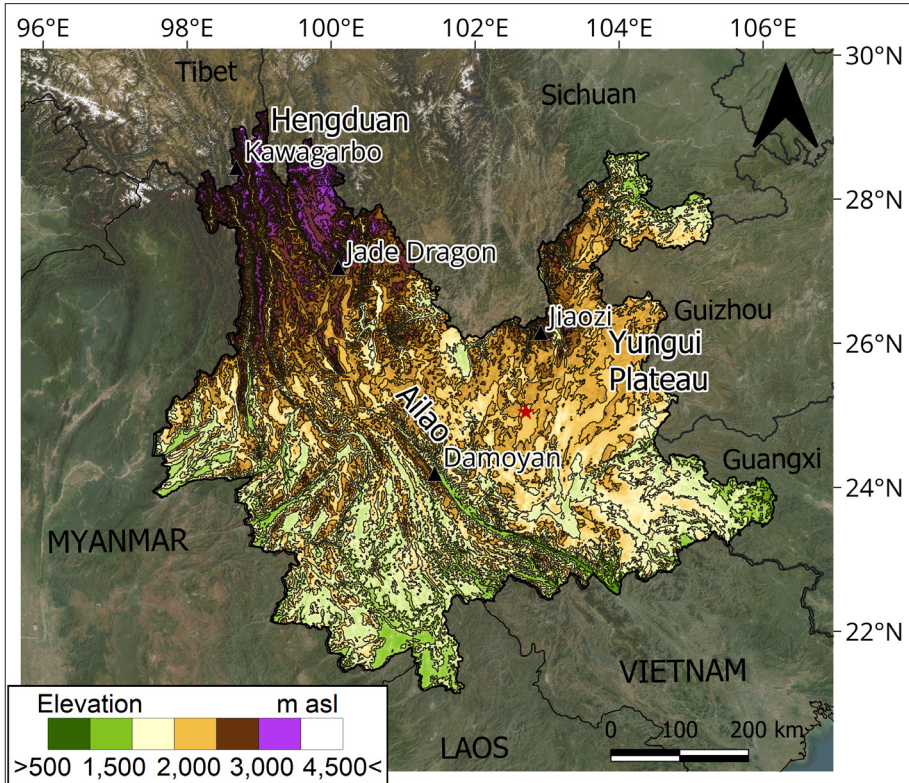 96°E 98°E 100°E 102°E 104°E 106°E
30°N
Tibet
Sichuan
Hengduan
Kawagarbo
28°N
Jade Dragon
Guizhou
Jiaozi
26°N
Yungui
Plateau
Ailao
Damoyan
Guangxi
24°N
MYANMAR
22°N
VIETNAM
LAOS
Elevation m asl
>500 1,500 2,000 3,000 4,500<
0 100 200 km